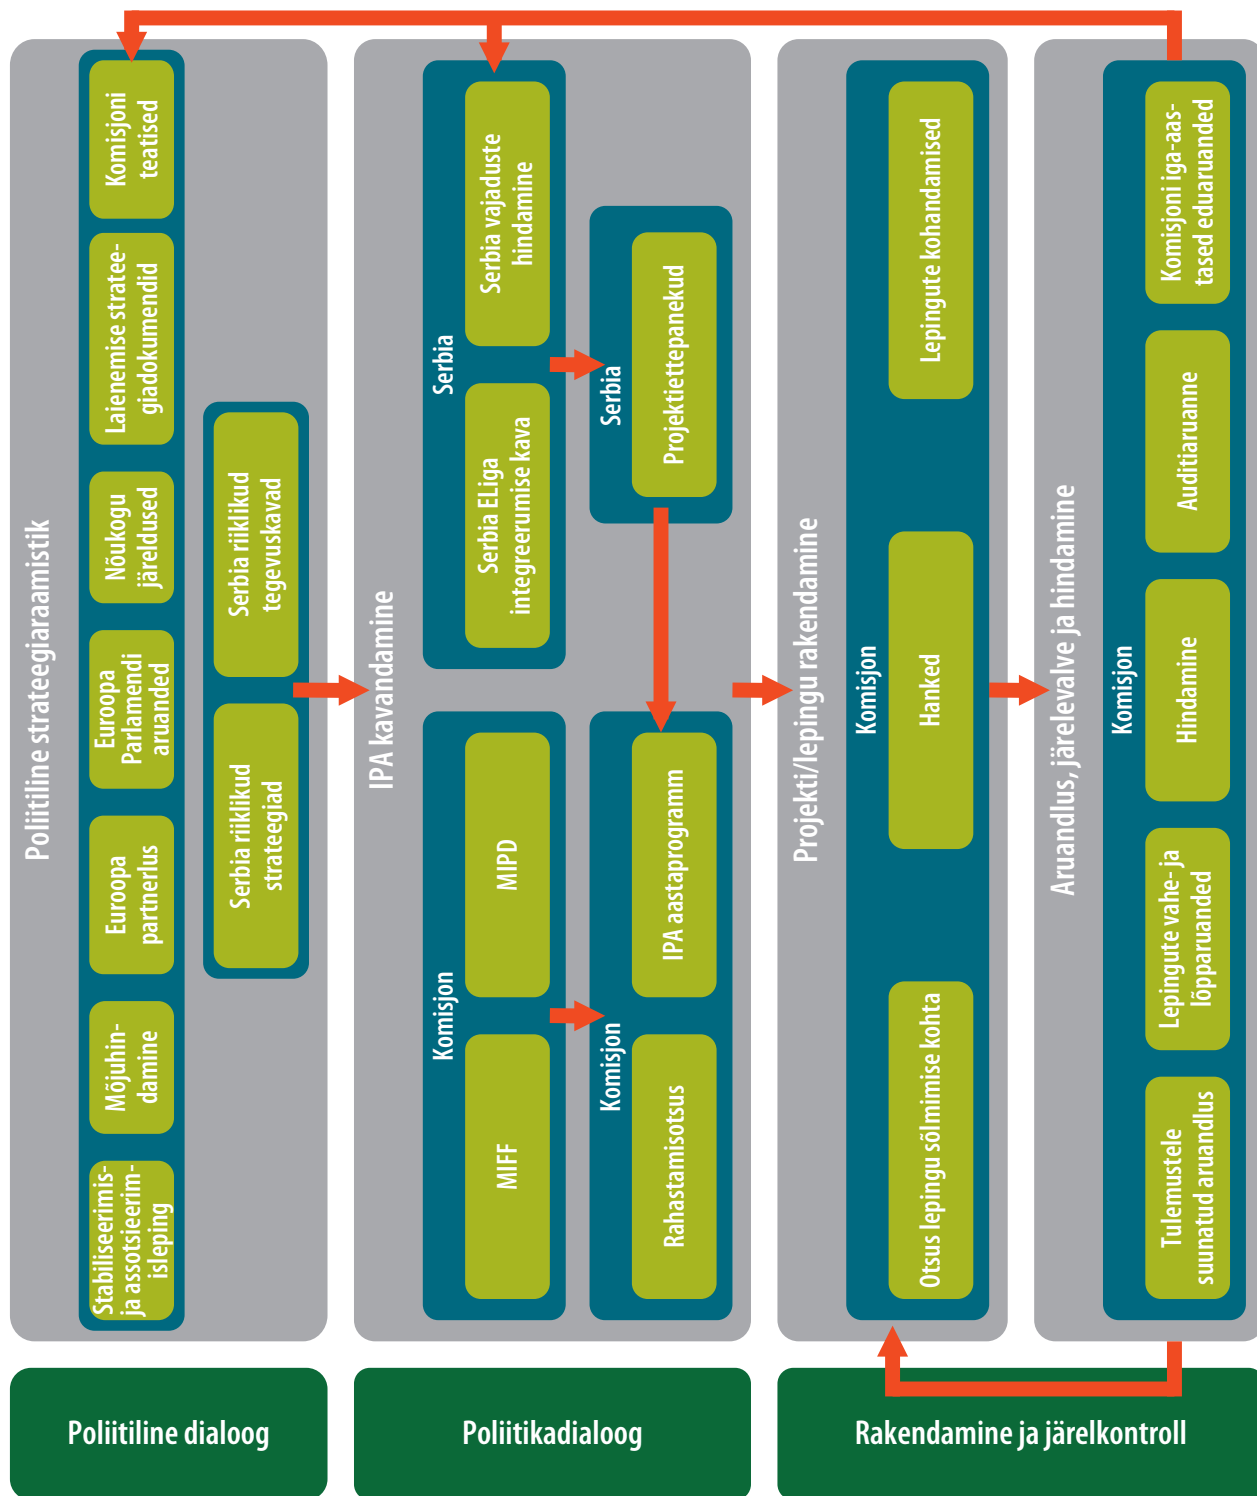 Poliitiline strateegiaraamistik
Stabiliseerimis-
ja assotsieerim-
isleping
Mõjuhin-
damine
Euroopa
partnerlus
Euroopa
Parlamendi
aruanded
Nõukogu
järeldused
Laienemise stratee-
giadokumendid
Komisjoni
teatised
Serbia riiklikud
strateegiad
Serbia riiklikud
tegevuskavad
IPA kavandamine
Komisjon
MIFF
MIPD
Serbia
Serbia ELiga
integreerumise kava
Serbia vajaduste
hindamine
Komisjon
Rahastamisotsus
IPA aastaprogramm
Serbia
Projektiettepanekud
Projekti/lepingu rakendamine
Komisjon
Otsus lepingu sõlmimise kohta
Hanked
Lepingute kohandamised
Aruandlus, järelevalve ja hindamine
Komisjon
Tulemustele
suunatud aruandlus
Lepingute vahe- ja
lõpparuanded
Hindamine
Auditiaruanne
Komisjoni iga-aas-
tased eduaruanded
Poliitiline dialoog
Poliitikadialoog
Rakendamine ja järelkontroll